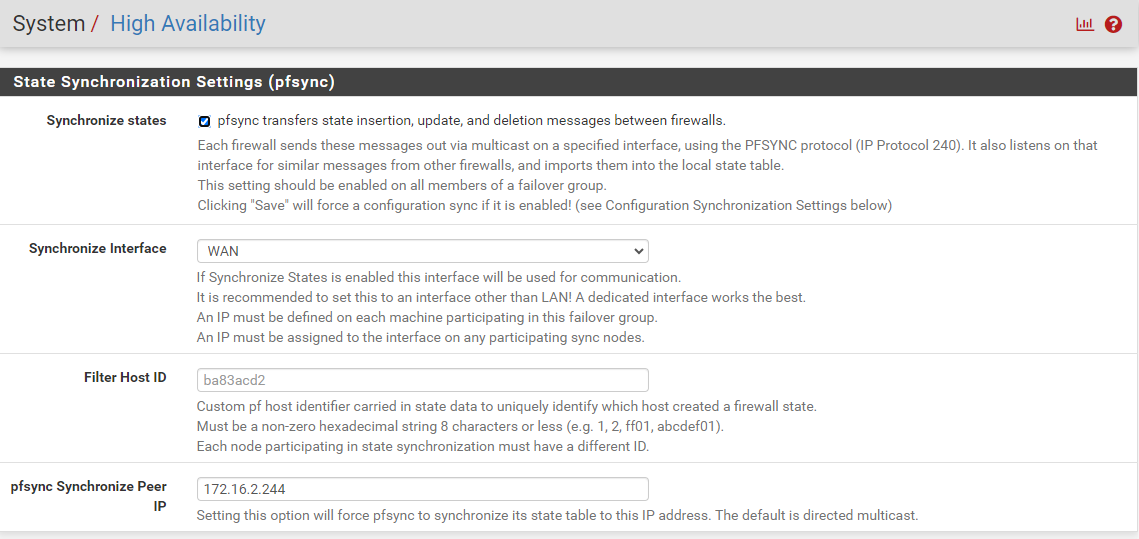 System / High Availability
State Synchronization Settings (pfsync)
Synchronize states
pfsync transfers state insertion, update, and deletion messages between firewalls.
Each firewall sends these messages out via multicast on a specified interface, using the PFSYNC protocol (IP Protocol 240). It also listens on that
interface for similar messages from other firewalls, and imports them into the local state table.
This setting should be enabled on all members of a failover group.
Clicking "Save" will force a configuration sync if it is enabled! (see Configuration Synchronization Settings below)
Synchronize Interface
WAN
If Synchronize States is enabled this interface will be used for communication.
It is recommended to set this to an interface other than LAN! A dedicated interface works the best.
An IP must be defined on each machine participating in this failover group.
An IP must be assigned to the interface on any participating sync nodes.
Filter Host ID
ba83acd2
Custom pf host identifier carried in state data to uniquely identify which host created a firewall state.
Must be a non-zero hexadecimal string 8 characters or less (e.g. 1, 2, ff01, abcdef01).
Each node participating in state synchronization must have a different ID.
pfsync Synchronize Peer
IP
172.16.2.244
Setting this option will force pfsync to synchronize its state table to this IP address. The default is directed multicast.